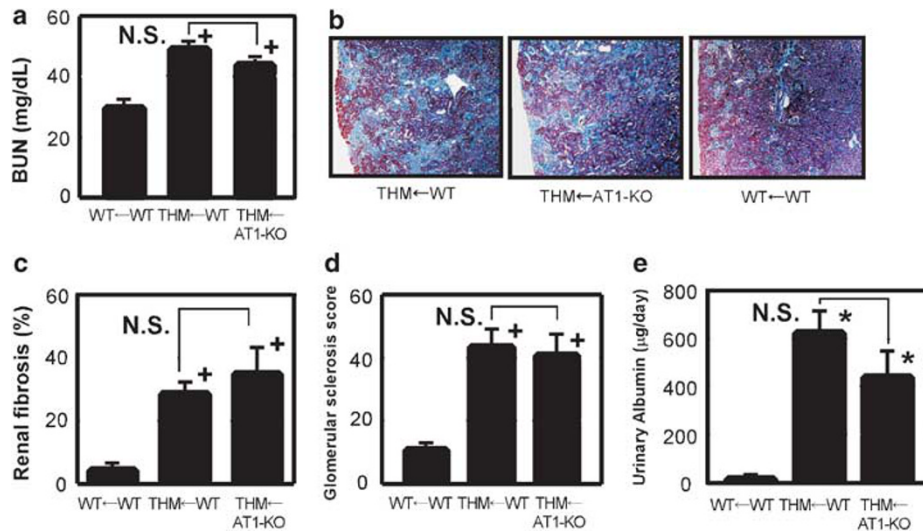 a
BUN (mg/dL)
60
40
20
0
N.S.
+
+
WT←WT
THM←WT
THM←
AT1-KO
b
THM←WT
THM←AT1-KO
WT←WT
c
Renal fibrosis (%)
60
40
20
0
N.S.
+
+
WT←WT
THM←WT
THM←
AT1-KO
d
Glomerular sclerosis score
60
40
20
0
N.S.
+
+
WT←WT
THM←WT
THM←
AT1-KO
e
Urinary Albumin (µg/day)
800
600
400
200
0
N.S.
*
*
WT←WT
THM←WT
THM←
AT1-KO